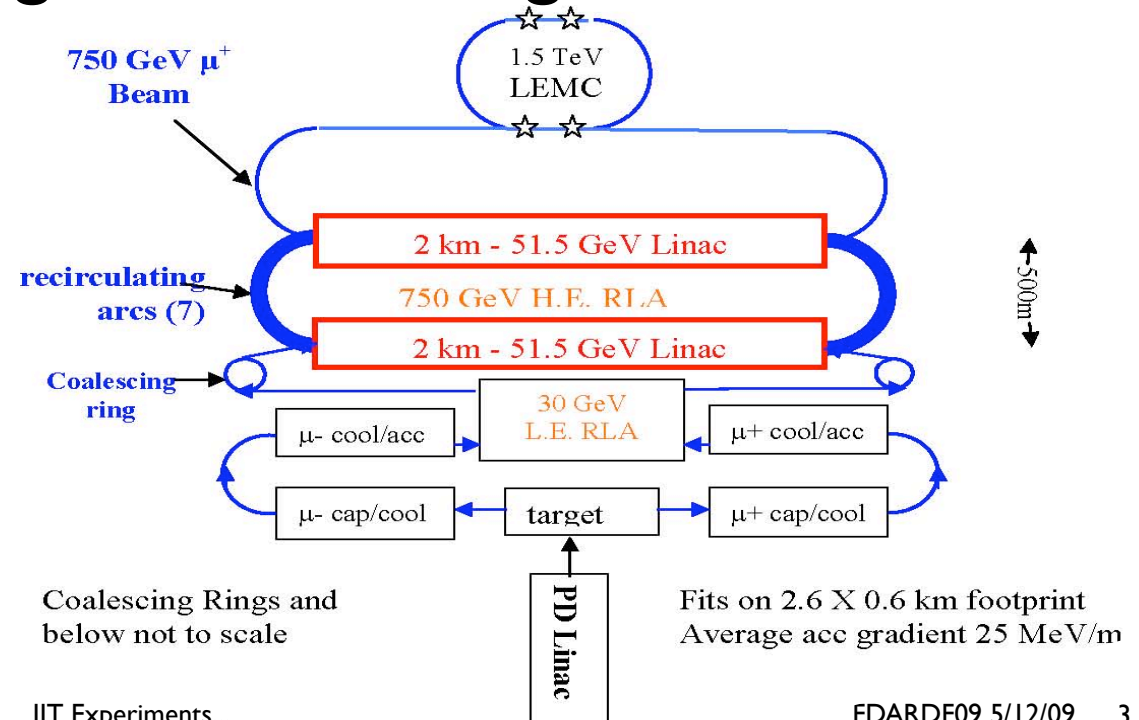 750 GeV μ+
Beam
1.5 TeV
LEMC
2 km - 51.5 GeV Linac
recirculating
arcs (7)
750 GeV H.E. RLA
500m
2 km - 51.5 GeV Linac
Coalescing
ring
30 GeV
L.E. RLA
μ- cool/acc
μ+ cool/acc
μ- cap/cool
target
μ+ cap/cool
PD Linac
Coalescing Rings and
below not to scale
Fits on 2.6 X 0.6 km footprint
Average acc gradient 25 MeV/m
IIT Experiments
5/12/09
3